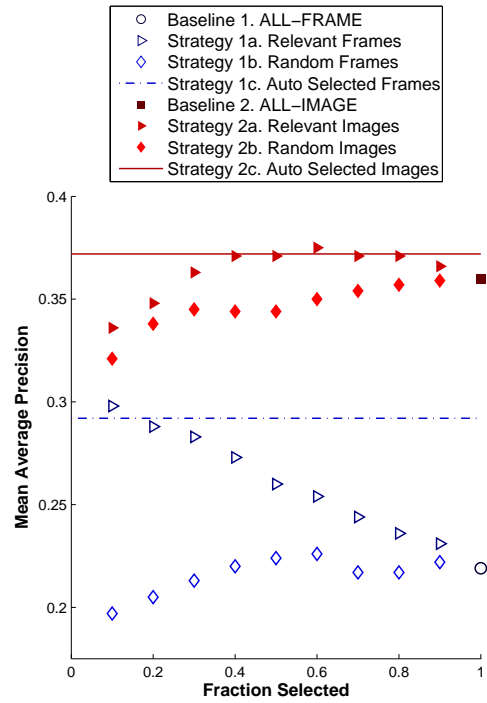 Baseline 1. ALL−FRAME
Strategy 1a. Relevant Frames
Strategy 1b. Random Frames
Strategy 1c. Auto Selected Frames
Baseline 2. ALL−IMAGE
Strategy 2a. Relevant Images
Strategy 2b. Random Images
Strategy 2c. Auto Selected Images
0.4
0.35
0.3
0.25
0.2
Mean Average Precision
0 0.2 0.4 0.6 0.8 1
Fraction Selected